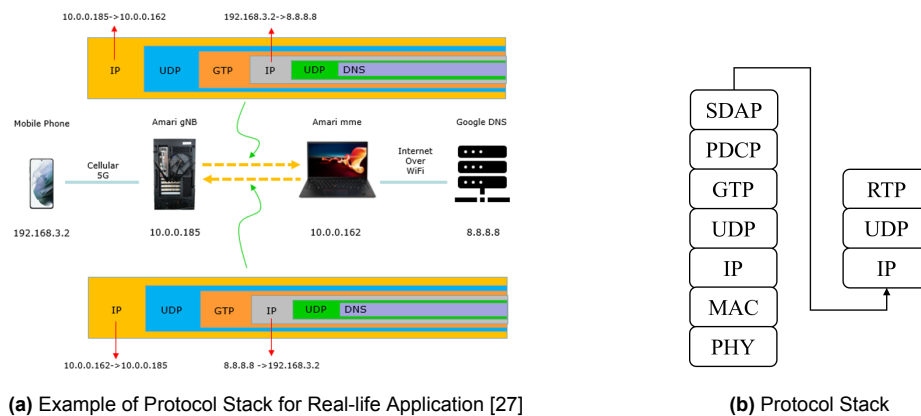 10.0.0.185->10.0.0.162
192.168.3.2->8.8.8.8
IP
UDP
GTP
IP
UDP
DNS
Mobile Phone
Amari gNB
Amari mme
Google DNS
Cellular
5G
Internet
Over
WiFi
192.168.3.2
10.0.0.185
10.0.0.162
8.8.8.8
IP
UDP
GTP
IP
UDP
DNS
10.0.0.162->10.0.0.185
8.8.8.8 ->192.168.3.2
(a) Example of Protocol Stack for Real-life Application [27]
SDAP
PDCP
GTP
UDP
IP
MAC
PHY
RTP
UDP
IP
(b) Protocol Stack